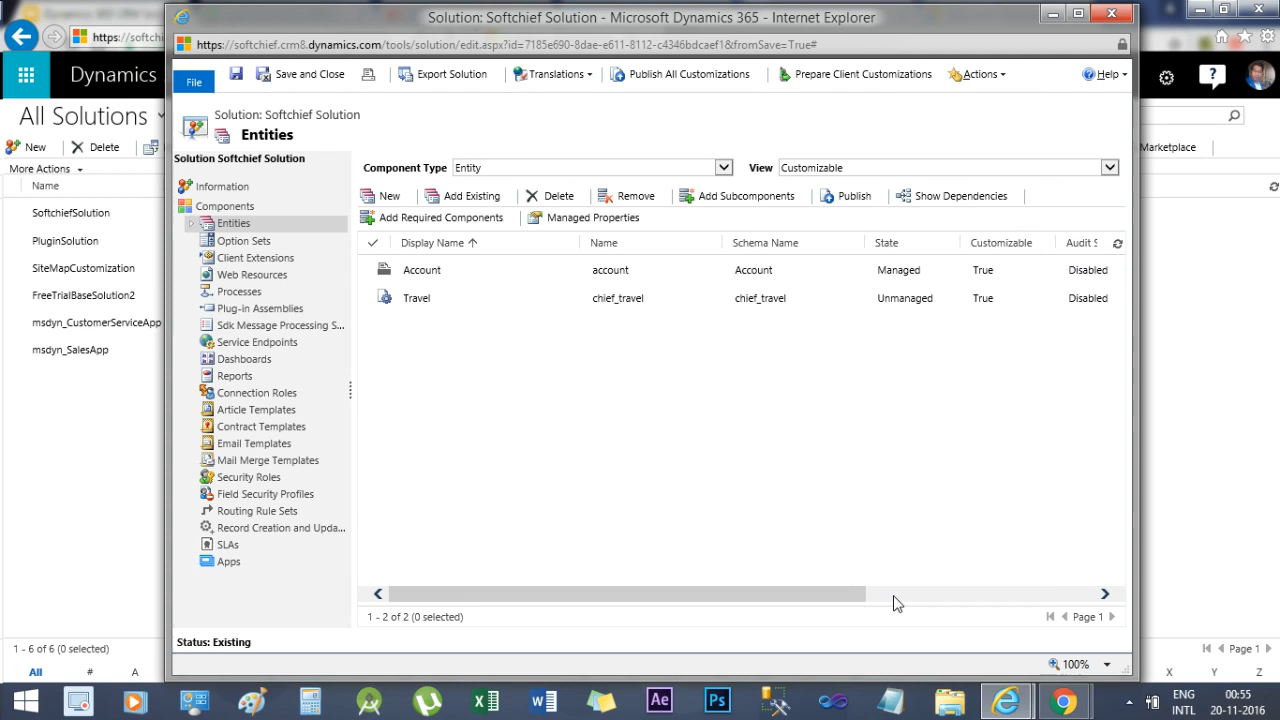 Solution: Softchief Solution - Microsoft Dynamics 365 - Internet Explorer
https://softchief.crm8.dynamics.com/tools/solution/edit.aspx?id=7185e690-8dae-e611-8112-c4346bdcaef18&fromSave=True#
https://softchi
Dynamics
All Solutions
New
Delete
More Actions
Name
SoftchiefSolution
PluginSolution
SiteMapCustomization
FreeTrialBaseSolution2
msdyn_CustomerServiceApp
msdyn_SalesApp
1 - 6 of 6 (0 selected)
All
#
A
File
Save and Close
Export Solution
Translations
Publish All Customizations
Prepare Client Customizations
Actions
Help
Solution: Softchief Solution
Entities
Solution Softchief Solution
Information
Components
Entities
Option Sets
Client Extensions
Web Resources
Processes
Plug-in Assemblies
Sdk Message Processing S...
Service Endpoints
Dashboards
Reports
Connection Roles
Article Templates
Contract Templates
Email Templates
Mail Merge Templates
Security Roles
Field Security Profiles
Routing Rule Sets
Record Creation and Upda...
SLAs
Apps
Component Type Entity View Customizable
New Add Existing Delete Remove Add Subcomponents Publish Show Dependencies
Add Required Components Managed Properties
Display Name Name Schema Name State Customizable Audit S
Account account Account Managed True Disabled
Travel chief_travel chief_travel Unmanaged True Disabled
1 - 2 of 2 (0 selected)
Page 1
Status: Existing
100%
Marketplace
Page 1
X Y Z
Ae
Ps
ENG
INTL
00:55
20-11-2016